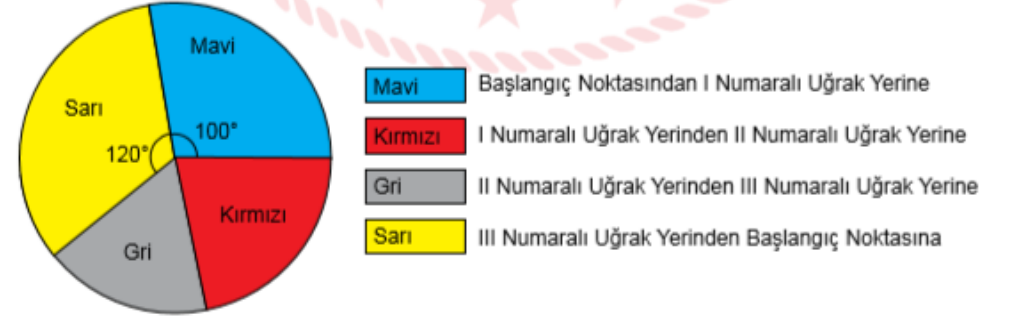 Mavi
Sarı
100°
120°
Kırmızı
Gri
Mavi Başlangıç Noktasından I Numaralı Uğrak Yerine
Kırmızı I Numaralı Uğrak Yerinden II Numaralı Uğrak Yerine
Gri II Numaralı Uğrak Yerinden III Numaralı Uğrak Yerine
Sarı III Numaralı Uğrak Yerinden Başlangıç Noktasına